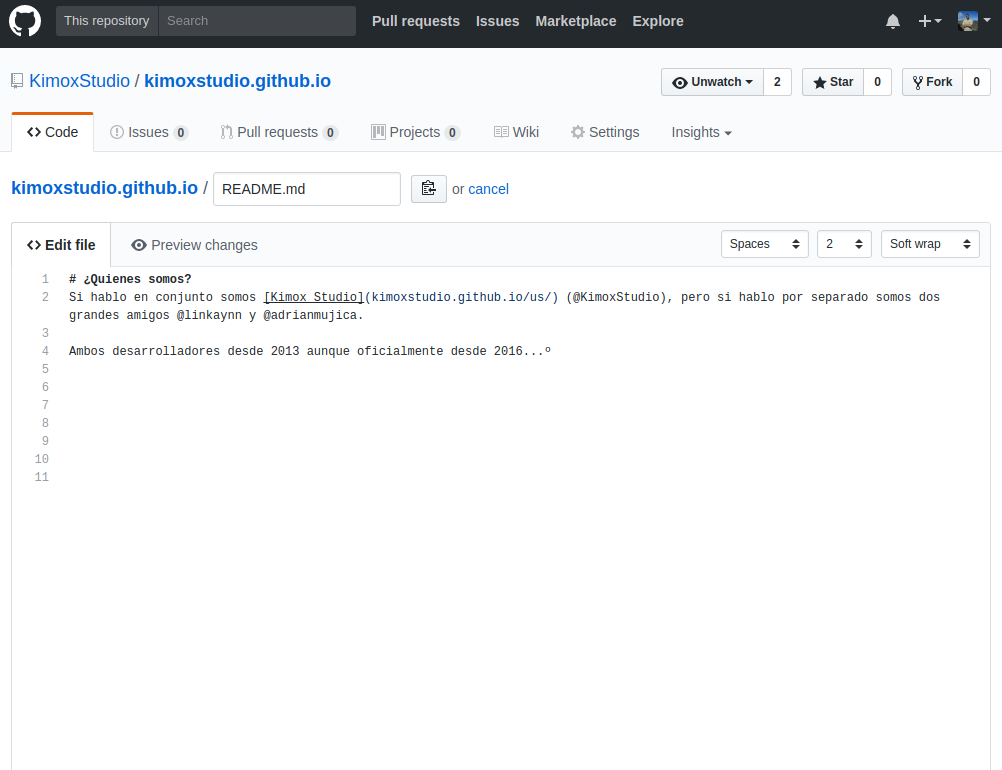 This repository Search Pull requests Issues Marketplace Explore
KimoxStudio / kimoxstudio.github.io Unwatch 2 Star 0 Fork 0
Code Issues 0 Pull requests 0 Projects 0 Wiki Settings Insights
kimoxstudio.github.io / README.md or cancel
Edit file Preview changes Spaces 2 Soft wrap
1 # ¿Quienes somos?
2 Si hablo en conjunto somos [Kimox Studio](kimoxstudio.github.io/us/) (@KimoxStudio), pero si hablo por separado somos dos
grandes amigos @linkaynn y @adrianmujica.
3
4 Ambos desarrolladores desde 2013 aunque oficialmente desde 2016...º
5
6
7
8
9
10
11